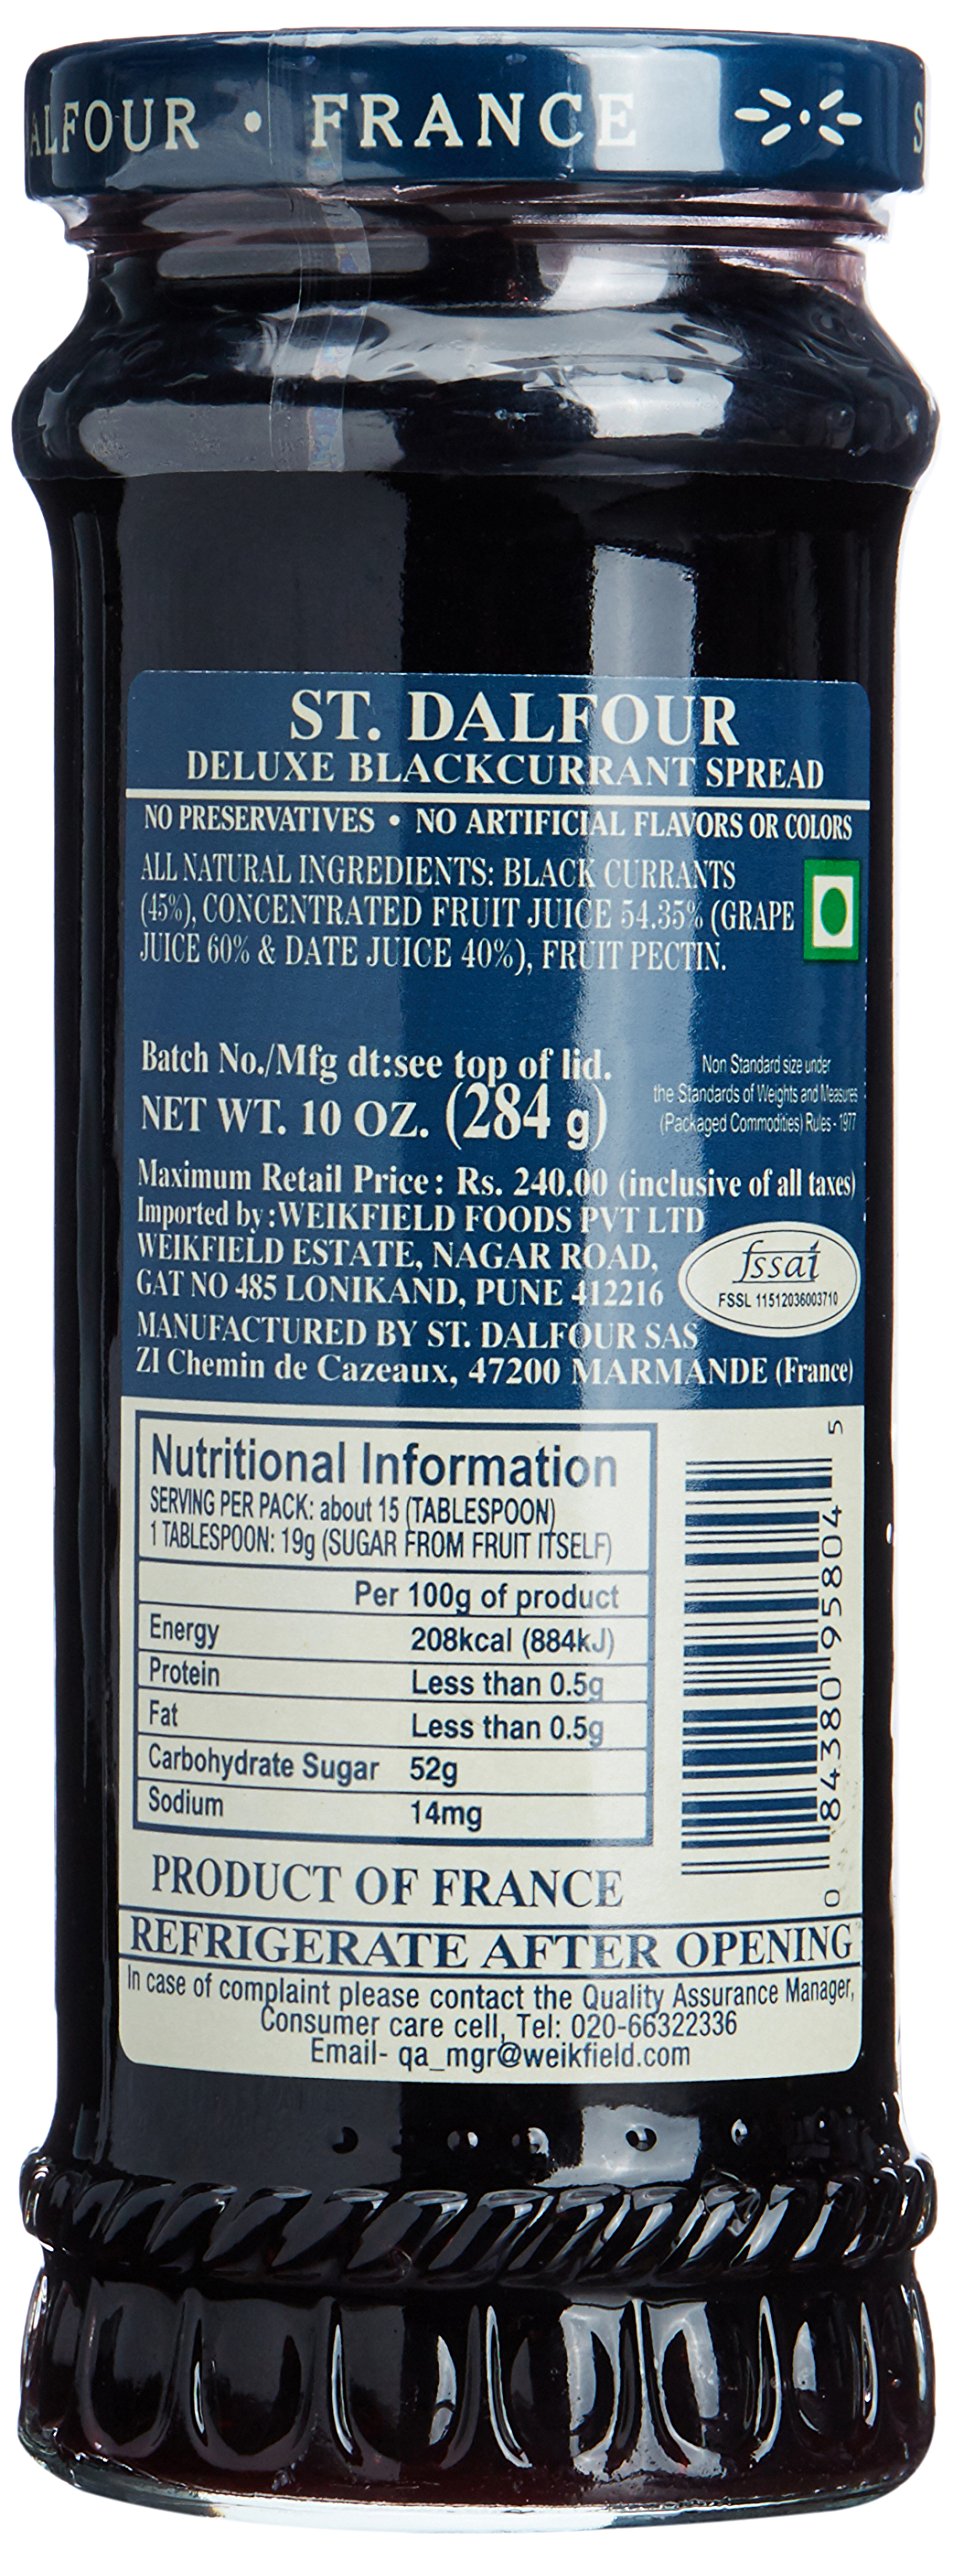 ALFOUR • FRANCE S
ST. DALFOUR
DELUXE BLACKCURRANT SPREAD
NO PRESERVATIVES • NO ARTIFICIAL FLAVORS OR COLORS
ALL NATURAL INGREDIENTS: BLACK CURRANTS
(45%), CONCENTRATED FRUIT JUICE 54.35% (GRAPE
JUICE 60% & DATE JUICE 40%), FRUIT PECTIN.
Batch No./Mfg dt:see top of lid.
NET WT. 10 OZ. (284 g)
Non Standard size under
the Standards of Weights and Measures
(Packaged Commodities) Rules - 1977
Maximum Retail Price : Rs. 240.00 (inclusive of all taxes)
Imported by :WEIKFIELD FOODS PVT LTD
WEIKFIELD ESTATE, NAGAR ROAD,
GAT NO 485 LONIKAND, PUNE 412216
fssai
FSSL 11512036003710
MANUFACTURED BY ST. DALFOUR SAS
ZI Chemin de Cazeaux, 47200 MARMANDE (France)
Nutritional Information
SERVING PER PACK: about 15 (TABLESPOON)
1 TABLESPOON: 19g (SUGAR FROM FRUIT ITSELF)
Per 100g of product
Energy 208kcal (884kJ)
Protein Less than 0.5g
Fat Less than 0.5g
Carbohydrate Sugar 52g
Sodium 14mg
0 84380 95804 5
PRODUCT OF FRANCE
REFRIGERATE AFTER OPENING
In case of complaint please contact the Quality Assurance Manager,
Consumer care cell, Tel: 020-66322336
Email- qa_mgr@weikfield.com